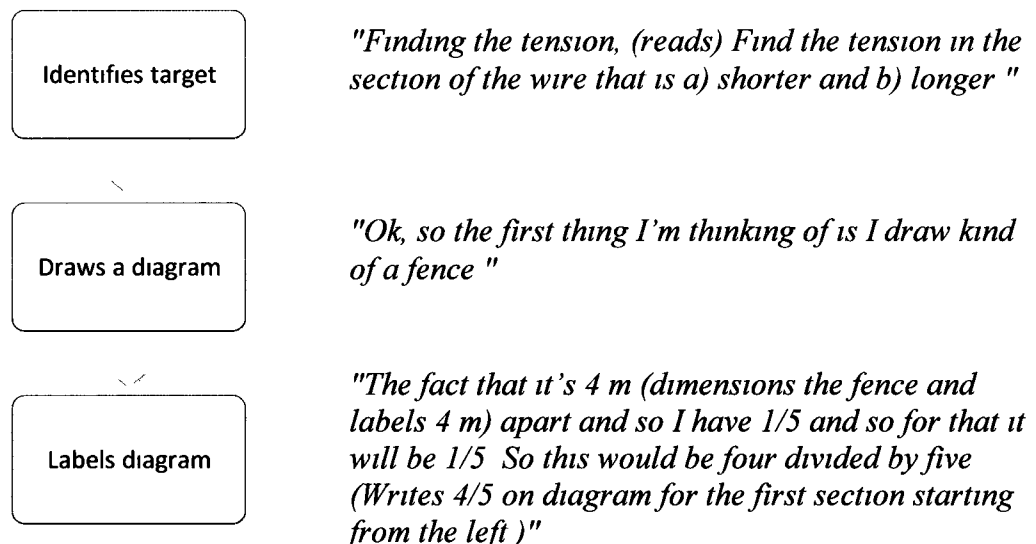 Identifies target
"Finding the tension, (reads) Find the tension in the
section of the wire that is a) shorter and b) longer "
Draws a diagram
"Ok, so the first thing I'm thinking of is I draw kind
of a fence "
Labels diagram
"The fact that it's 4 m (dimensions the fence and
labels 4 m) apart and so I have 1/5 and so for that it
will be 1/5 So this would be four divided by five
(Writes 4/5 on diagram for the first section starting
from the left )"